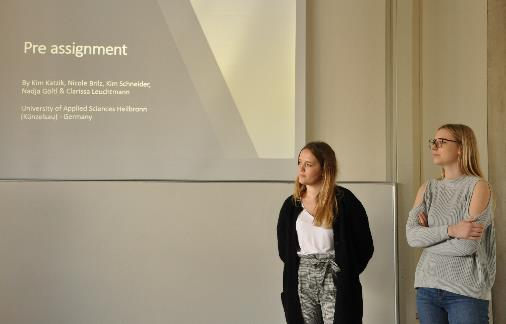 Pre assignment
By Kim Katzik, Nicole Brilz, Kim Schneider,
Nadja Göltl & Clarissa Leuchtmann
University of Applied Sciences Heilbronn
(Künzelsau) - Germany